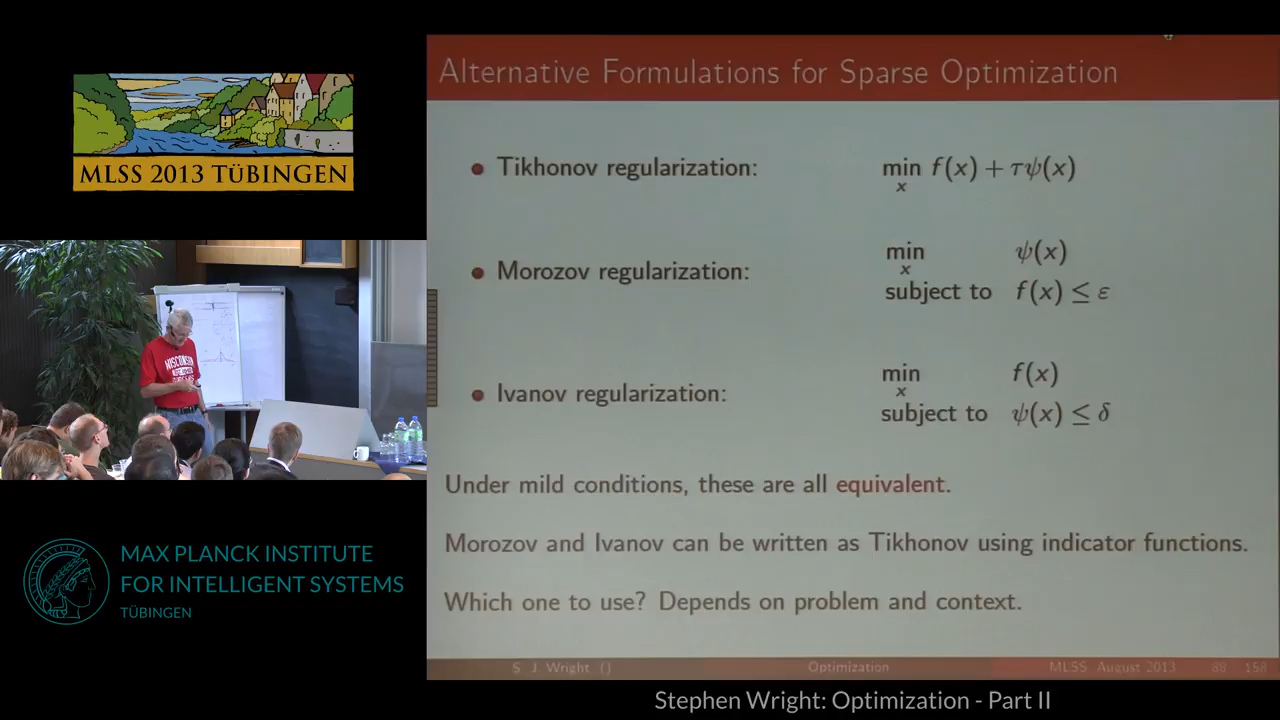 MLSS 2013 TÜBINGEN
WISCONSIN
MAX PLANCK INSTITUTE
FOR INTELLIGENT SYSTEMS
TÜBINGEN
Alternative Formulations for Sparse Optimization
• Tikhonov regularization: min f(x) + τψ(x)
x
• Morozov regularization: min ψ(x)
x
subject to f(x) ≤ ε
• Ivanov regularization: min f(x)
x
subject to ψ(x) ≤ δ
Under mild conditions, these are all equivalent.
Morozov and Ivanov can be written as Tikhonov using indicator functions.
Which one to use? Depends on problem and context.
S. J. Wright () Optimization MLSS, August 2013 88 158
Stephen Wright: Optimization - Part II